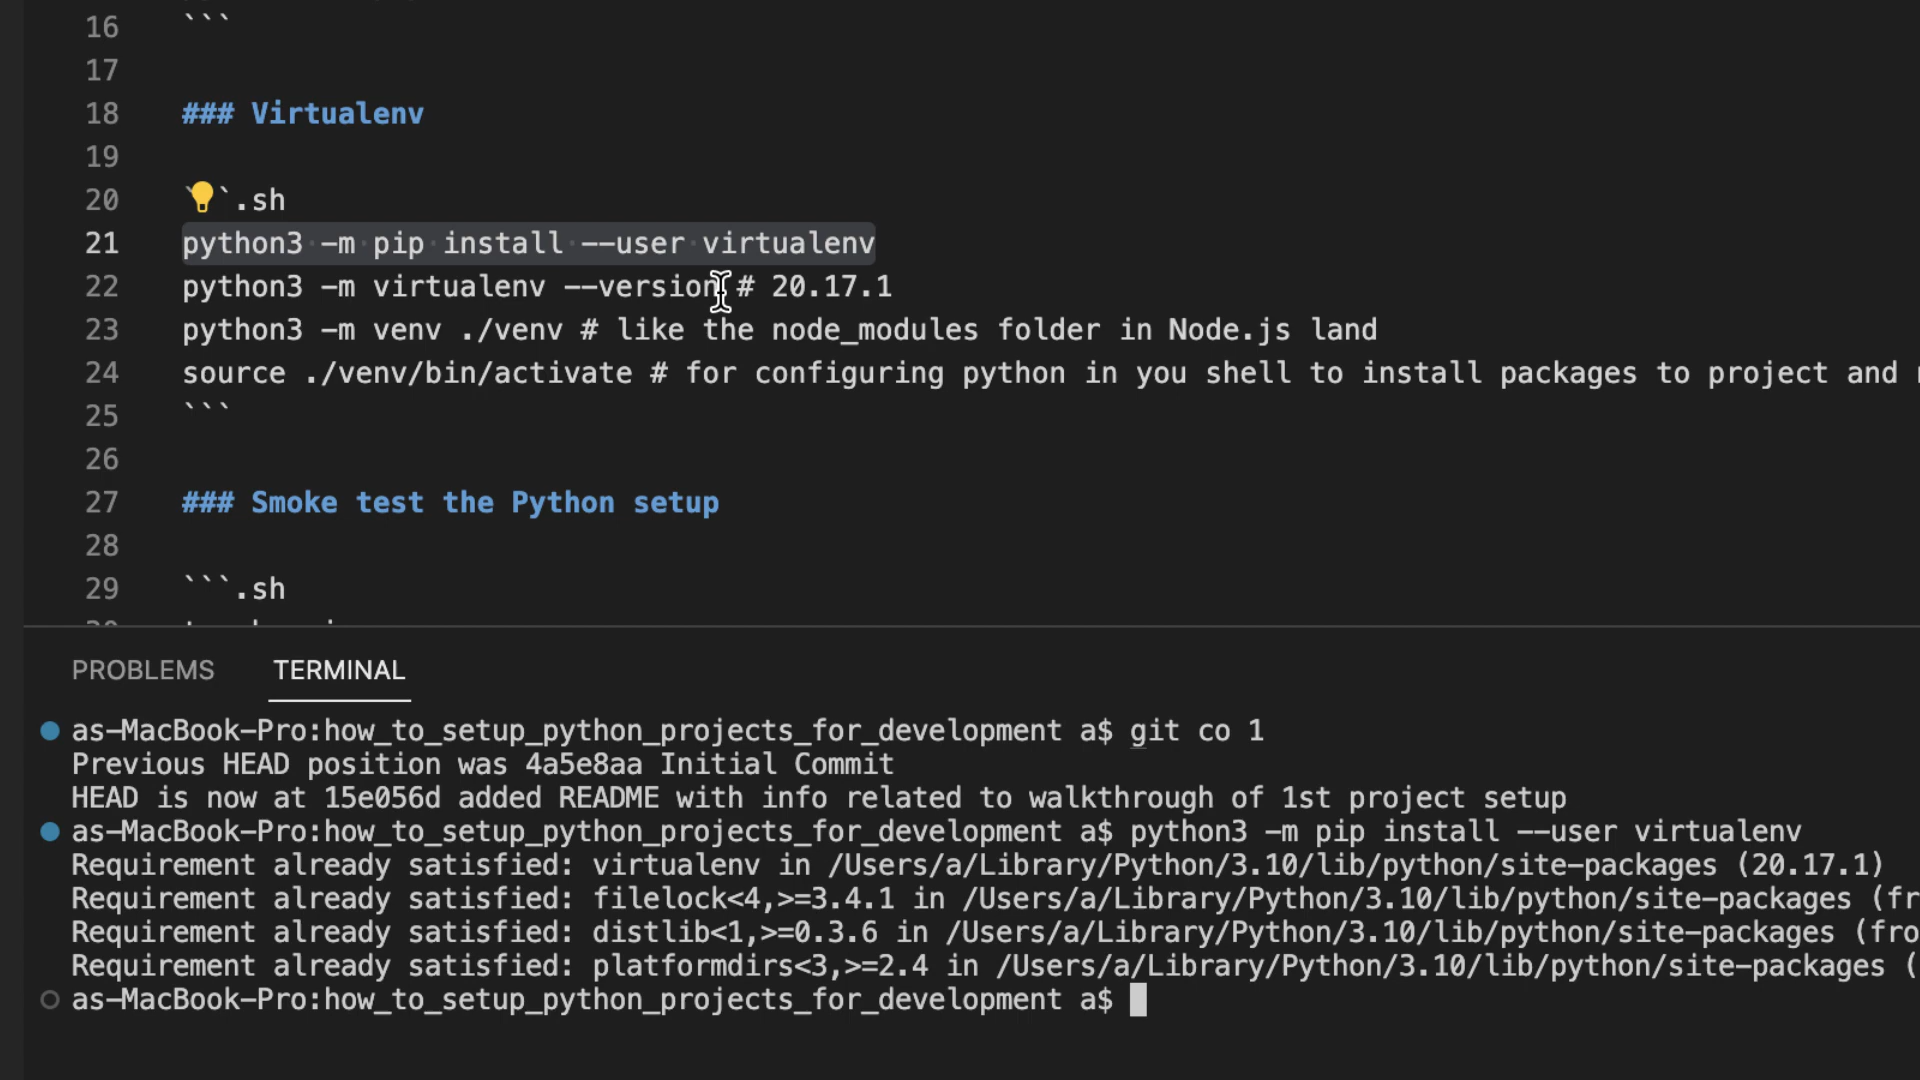 16 ```
17
18 ### Virtualenv
19
20 ```.sh
21 python3 -m pip install --user virtualenv
22 python3 -m virtualenv --version # 20.17.1
23 python3 -m venv ./venv # like the node_modules folder in Node.js land
24 source ./venv/bin/activate # for configuring python in you shell to install packages to project and
25 ```
26
27 ### Smoke test the Python setup
28
29 ```.sh
PROBLEMS TERMINAL
as-MacBook-Pro:how_to_setup_python_projects_for_development a$ git co 1
Previous HEAD position was 4a5e8aa Initial Commit
HEAD is now at 15e056d added README with info related to walkthrough of 1st project setup
as-MacBook-Pro:how_to_setup_python_projects_for_development a$ python3 -m pip install --user virtualenv
Requirement already satisfied: virtualenv in /Users/a/Library/Python/3.10/lib/python/site-packages (20.17.1)
Requirement already satisfied: filelock<4,>=3.4.1 in /Users/a/Library/Python/3.10/lib/python/site-packages (fr
Requirement already satisfied: distlib<1,>=0.3.6 in /Users/a/Library/Python/3.10/lib/python/site-packages (fro
Requirement already satisfied: platformdirs<3,>=2.4 in /Users/a/Library/Python/3.10/lib/python/site-packages (
as-MacBook-Pro:how_to_setup_python_projects_for_development a$